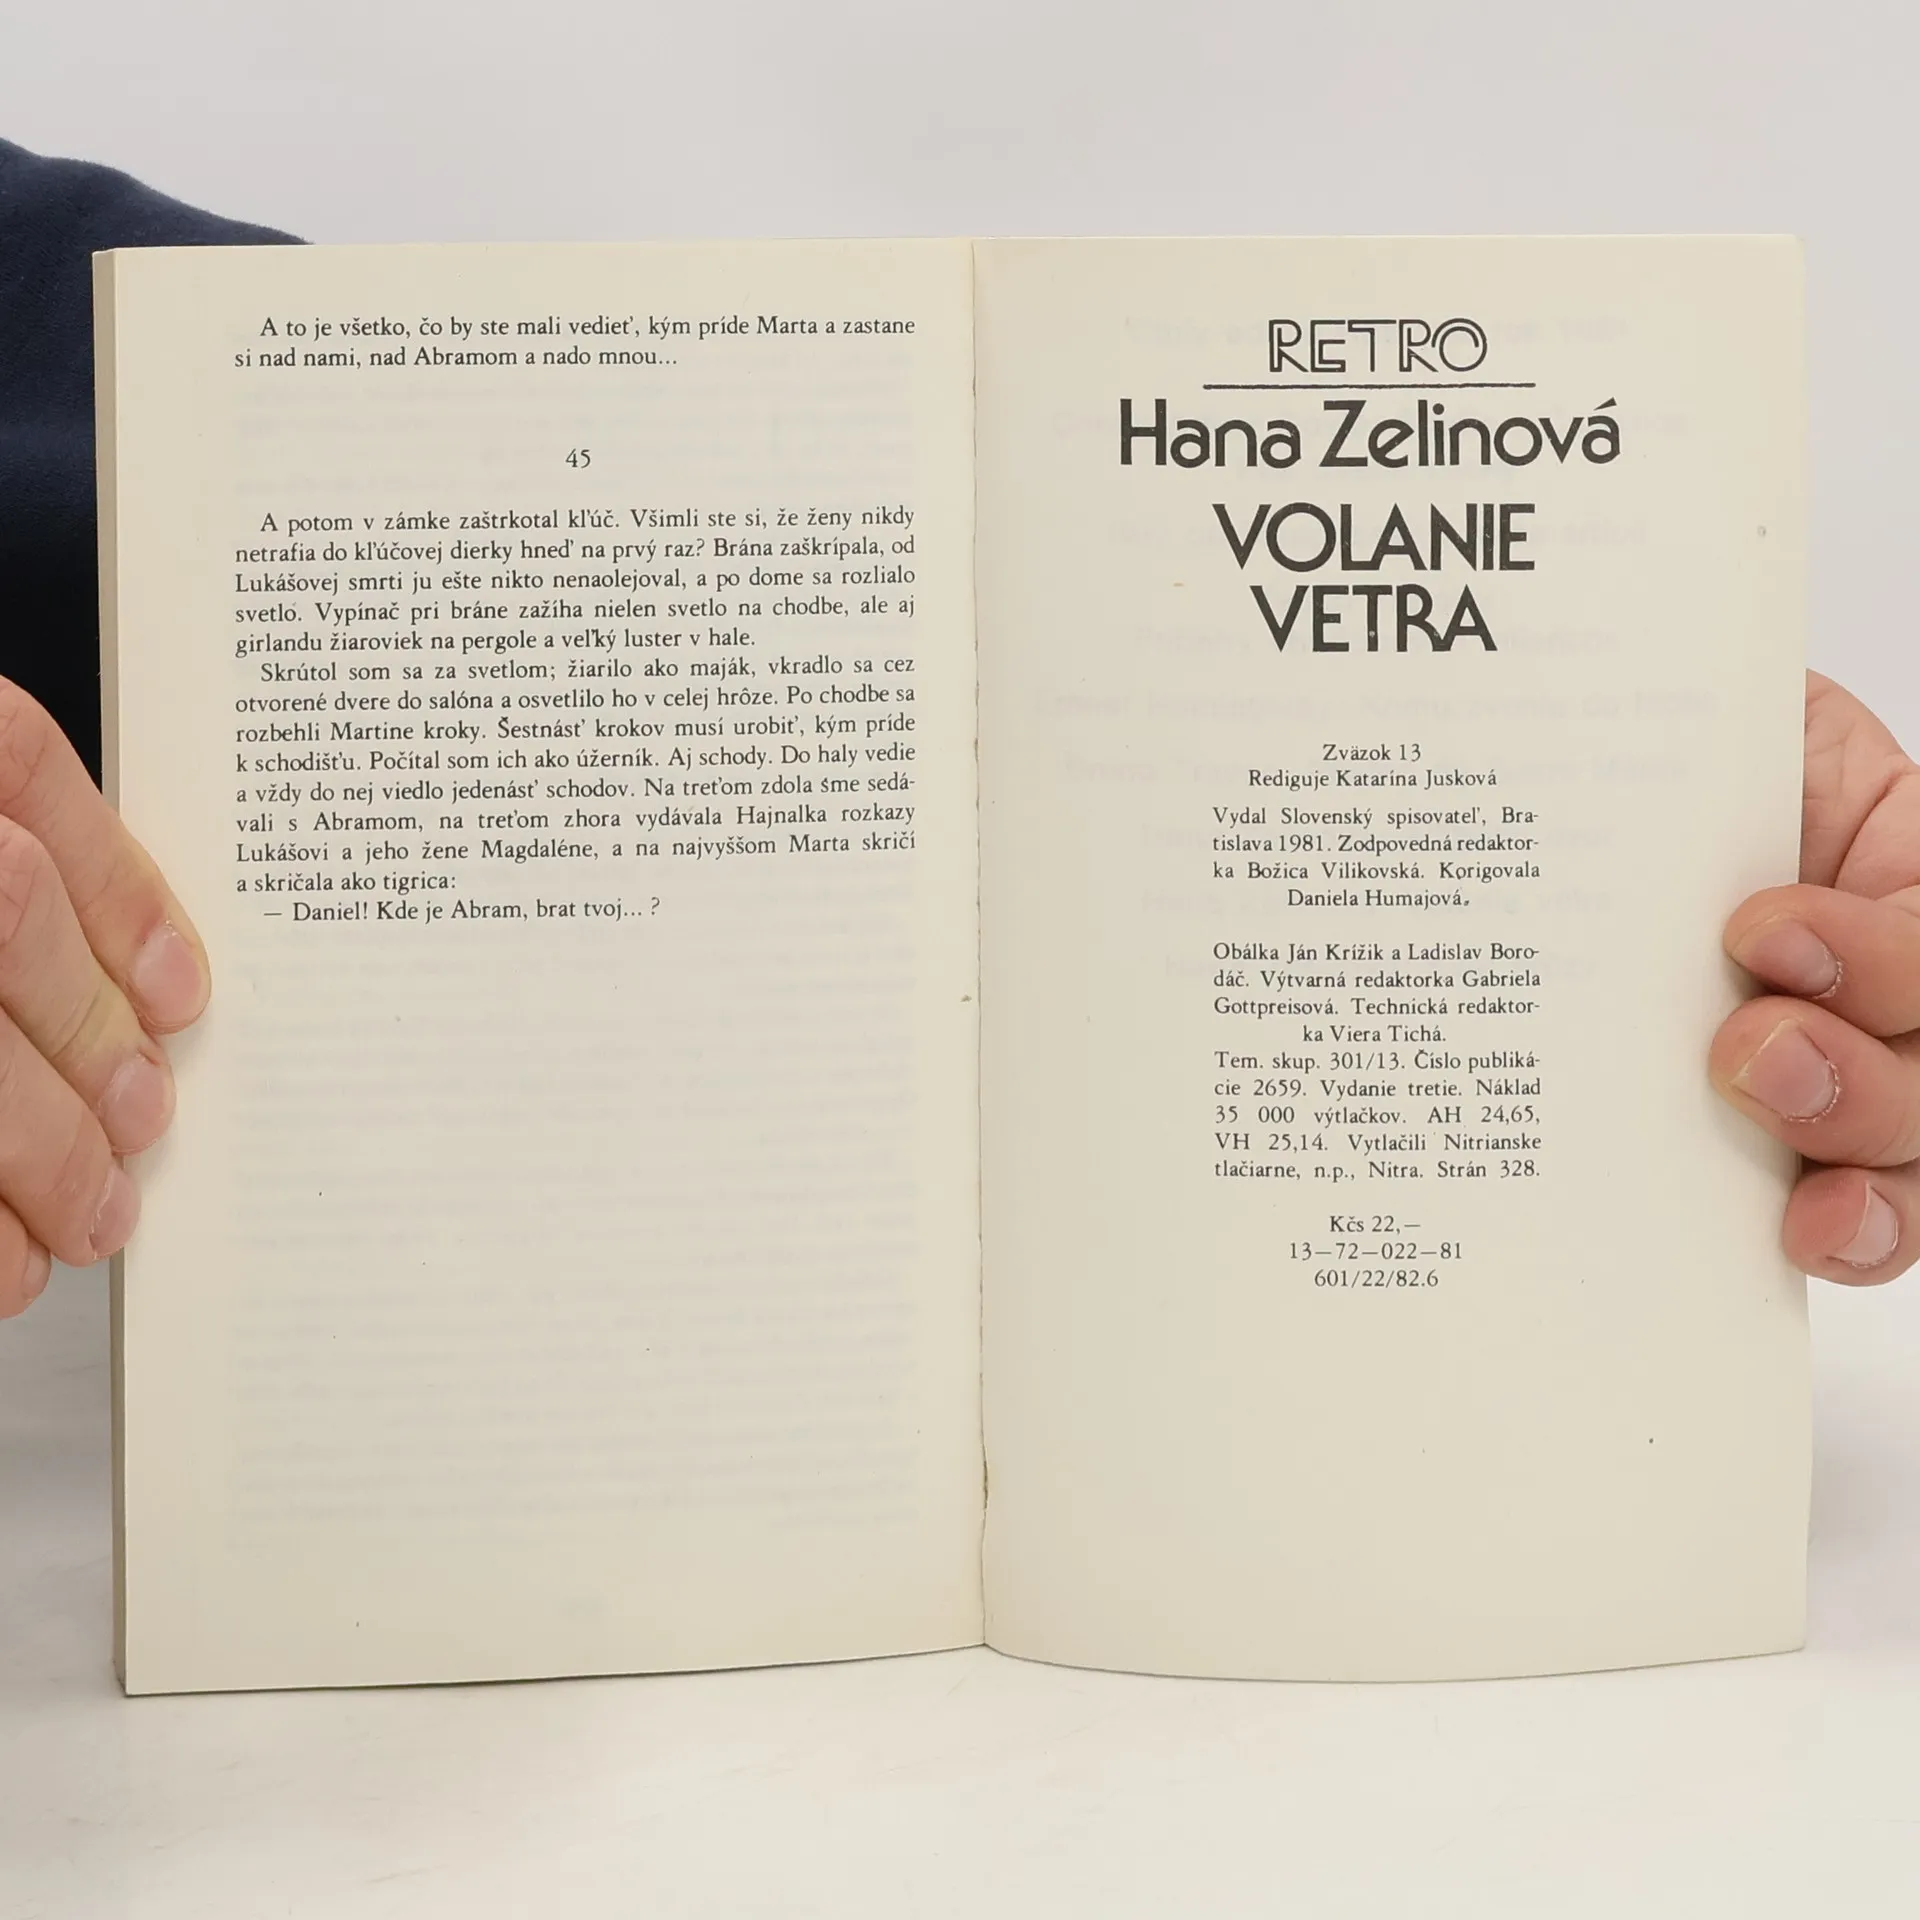 A to je všetko, čo by ste mali vedieť, kým príde Marta a zastane
si nad nami, nad Abramom a nado mnou...
45
A potom v zámke zaštrkotal kľúč. Všimli ste si, že ženy nikdy
netrafia do kľúčovej dierky hneď na prvý raz? Brána zaškrípala, od
Lukášovej smrti ju ešte nikto nenaolejoval, a po dome sa rozlialo
svetlo. Vypínač pri bráne zažíha nielen svetlo na chodbe, ale aj
girlandu žiaroviek na pergole a veľký luster v hale.
Skrútol som sa za svetlom; žiarilo ako maják, vkradlo sa cez
otvorené dvere do salóna a osvetlilo ho v celej hrôze. Po chodbe sa
rozbehli Martine kroky. Šestnásť krokov musí urobiť, kým príde
k schodišťu. Počítal som ich ako úžerník. Aj schody. Do haly vedie
a vždy do nej viedlo jedenásť schodov. Na treťom zdola sme sedá-
vali s Abramom, na treťom zhora vydávala Hajnalka rozkazy
Lukášovi a jeho žene Magdaléne, a na najvyššom Marta skričí
a skričala ako tigrica:
— Daniel! Kde je Abram, brat tvoj... ?
RETRO
Hana Zelinová
VOLANIE
VETRA
Zväzok 13
Rediguje Katarína Jusková
Vydal Slovenský spisovateľ, Bra-
tislava 1981. Zodpovedná redaktor-
ka Božica Vilikovská. Korigovala
Daniela Humajová.
Obálka Ján Krížik a Ladislav Boro-
dáč. Výtvarná redaktorka Gabriela
Gottpreisová. Technická redaktor-
ka Viera Tichá.
Tem. skup. 301/13. Číslo publiká-
cie 2659. Vydanie tretie. Náklad
35 000 výtlačkov. AH 24,65,
VH 25,14. Vytlačili Nitrianske
tlačiarne, n.p., Nitra. Strán 328.
Kčs 22,—
13—72—022—81
601/22/82.6